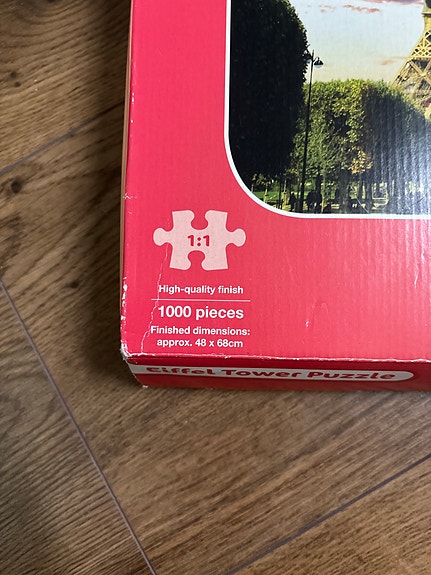 1:1
High-quality finish
1000 pieces
Finished dimensions:
approx. 48 x 68cm
Eiffel Tower Puzzle